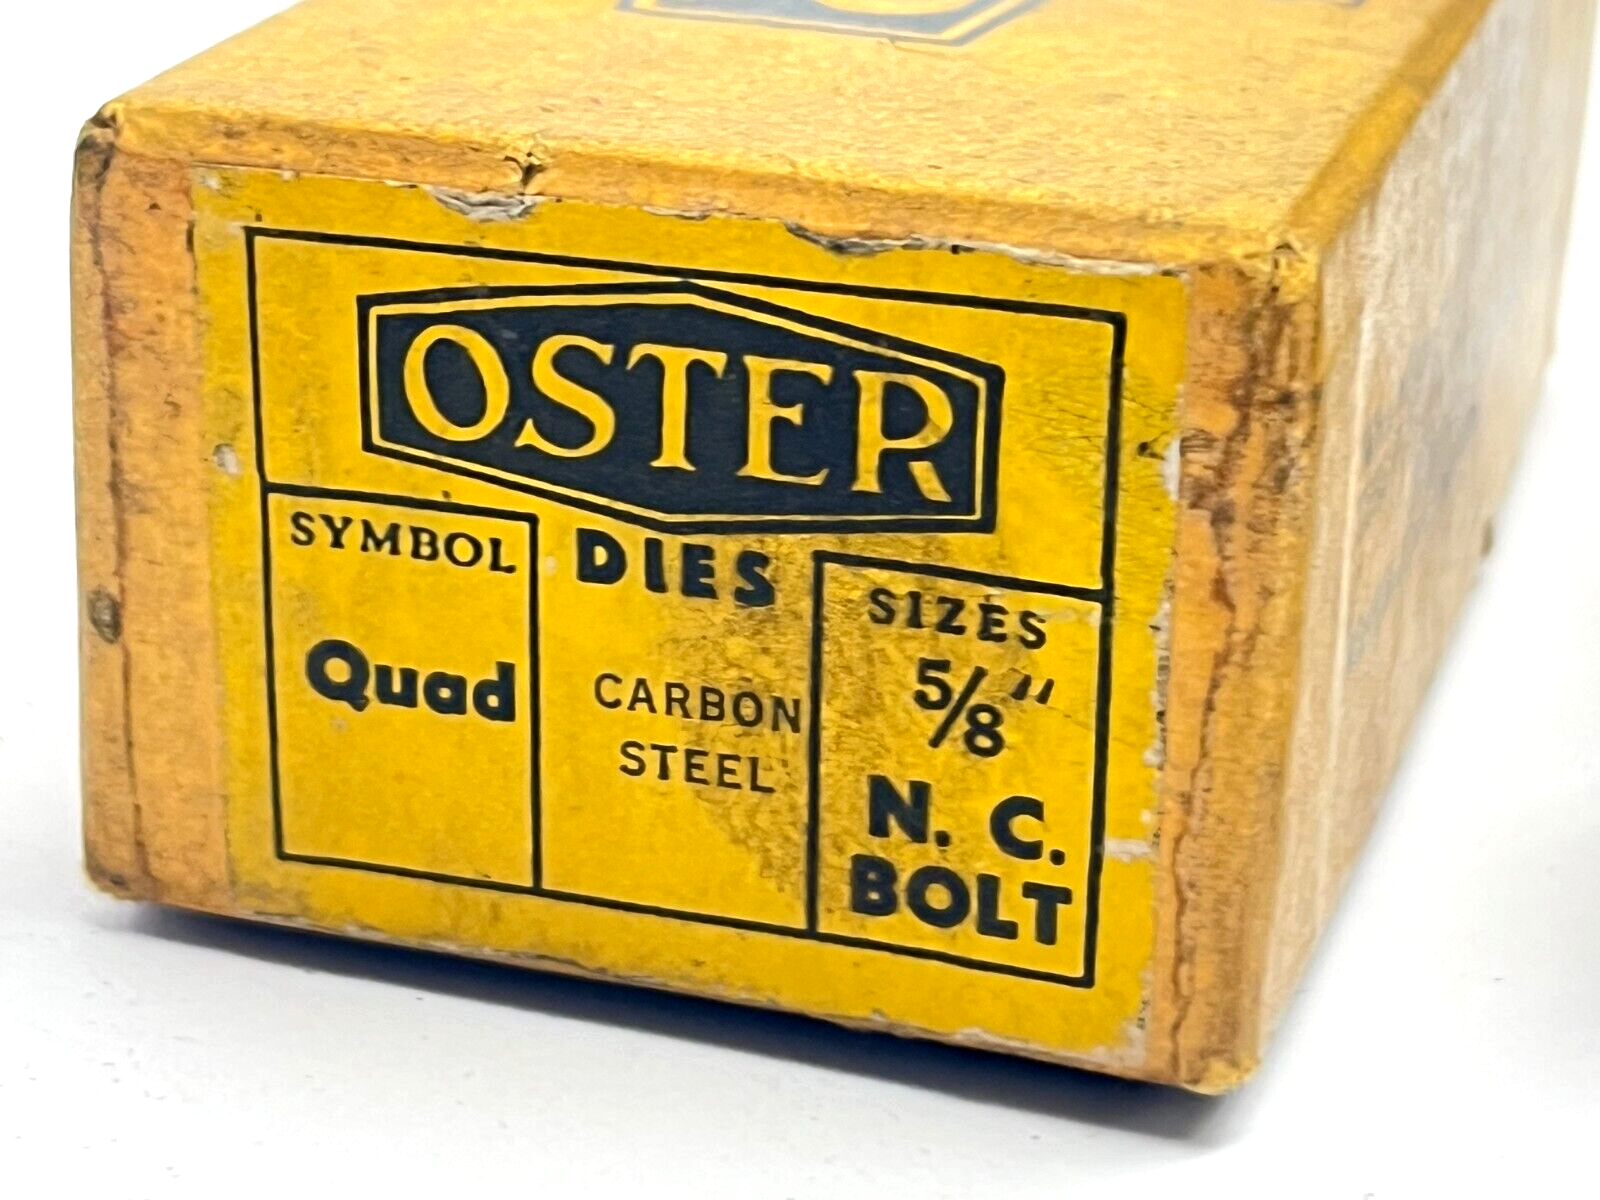 OSTER
SYMBOL
Quad
DIES
CARBON
STEEL
SIZES
5/8"
N. C.
BOLT